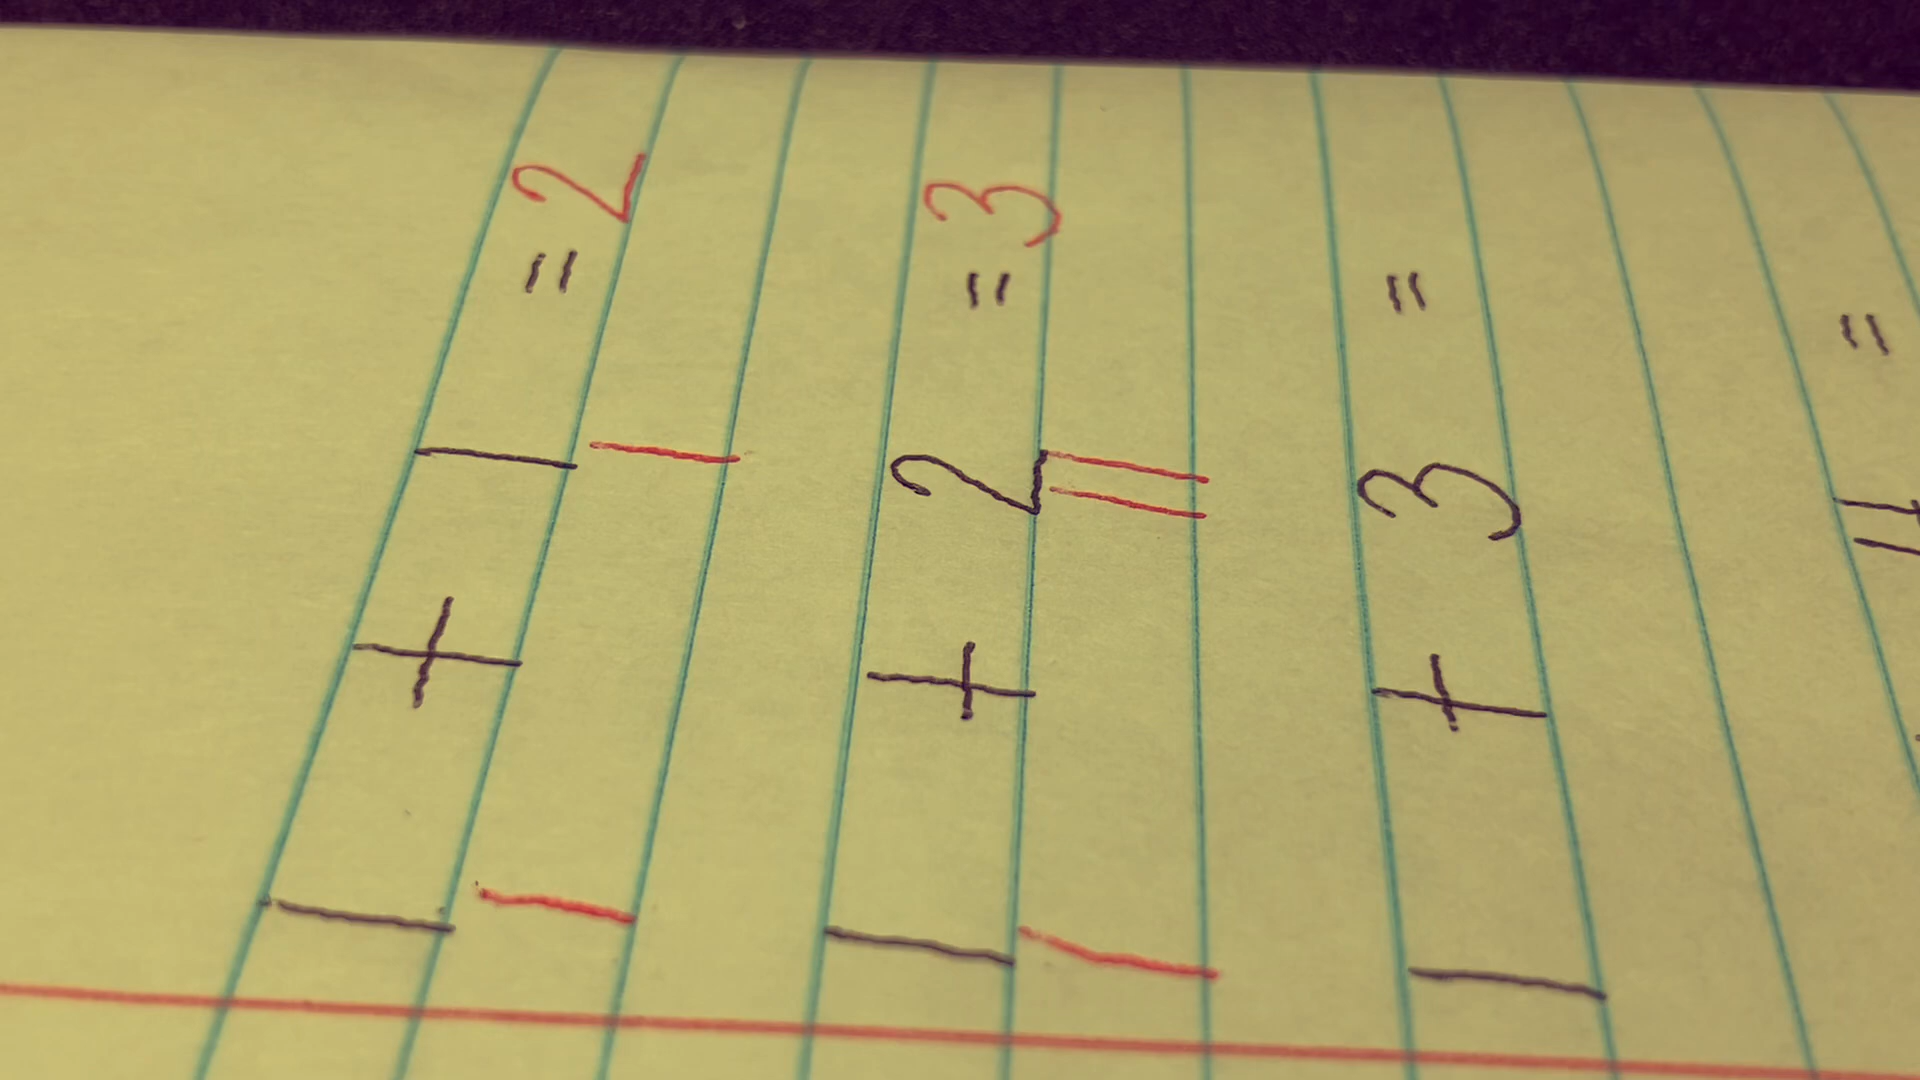 1 + 1 = 2
| |
1 + 2 = 3
| ||
1 + 3 =
=